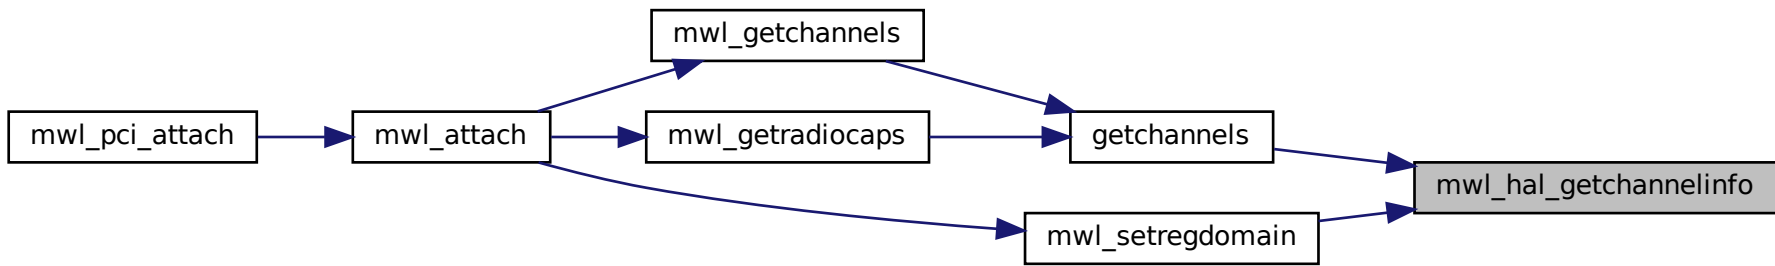 mwl_getchannels
mwl_pci_attach
mwl_attach
mwl_getradiocaps
getchannels
mwl_hal_getchannelinfo
mwl_setregdomain